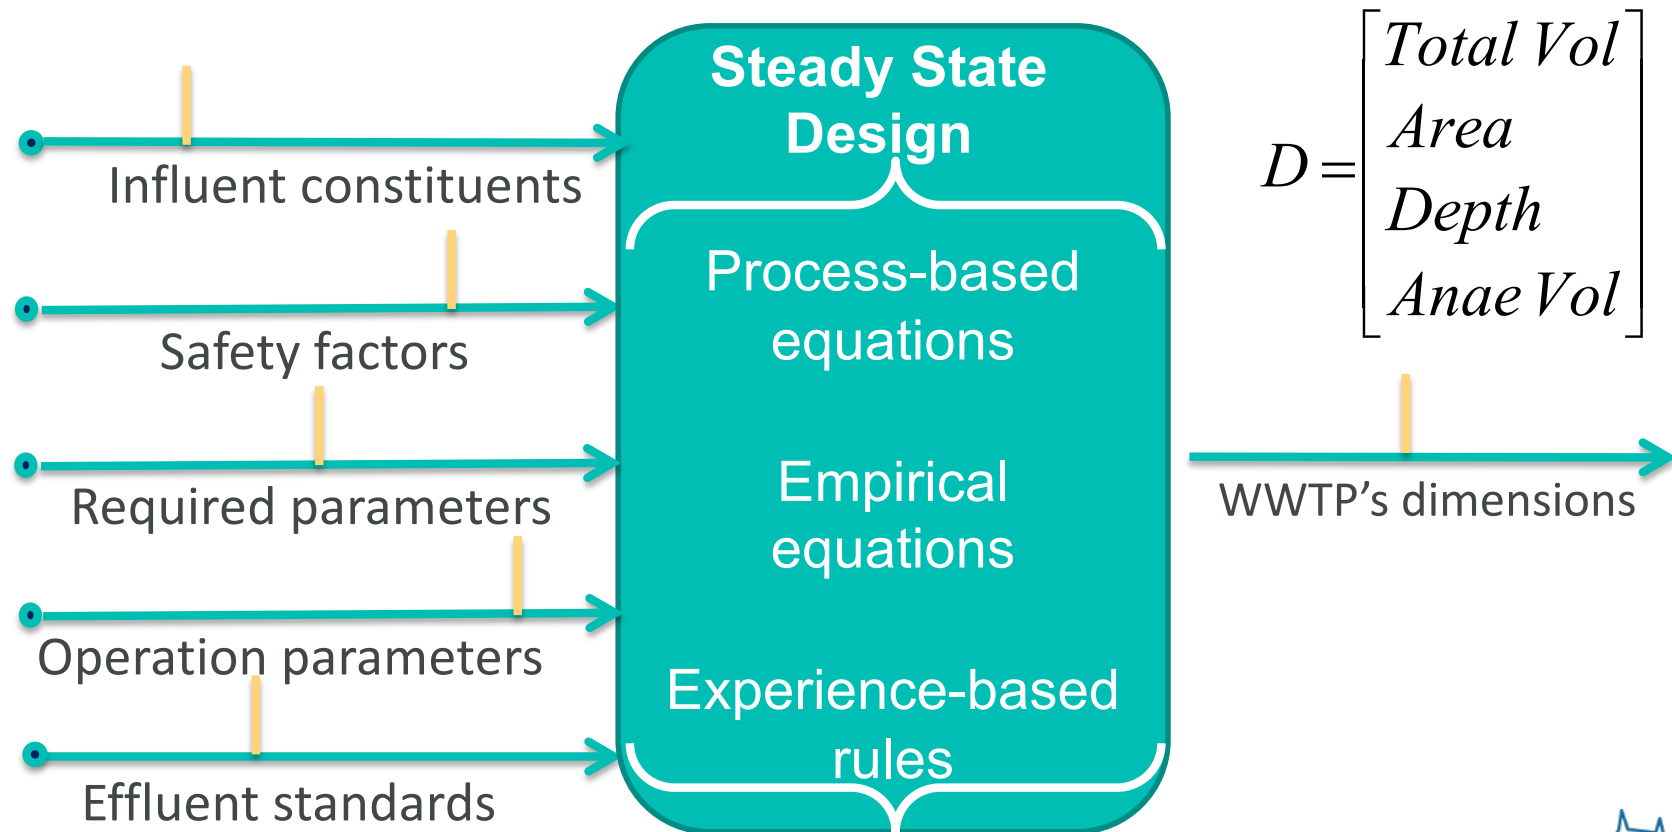 Influent constituents
Safety factors
Required parameters
Operation parameters
Effluent standards
Steady State
Design
Process-based
equations
Empirical
equations
Experience-based
rules
D =
Total Vol
Area
Depth
Anae Vol
WWTP's dimensions